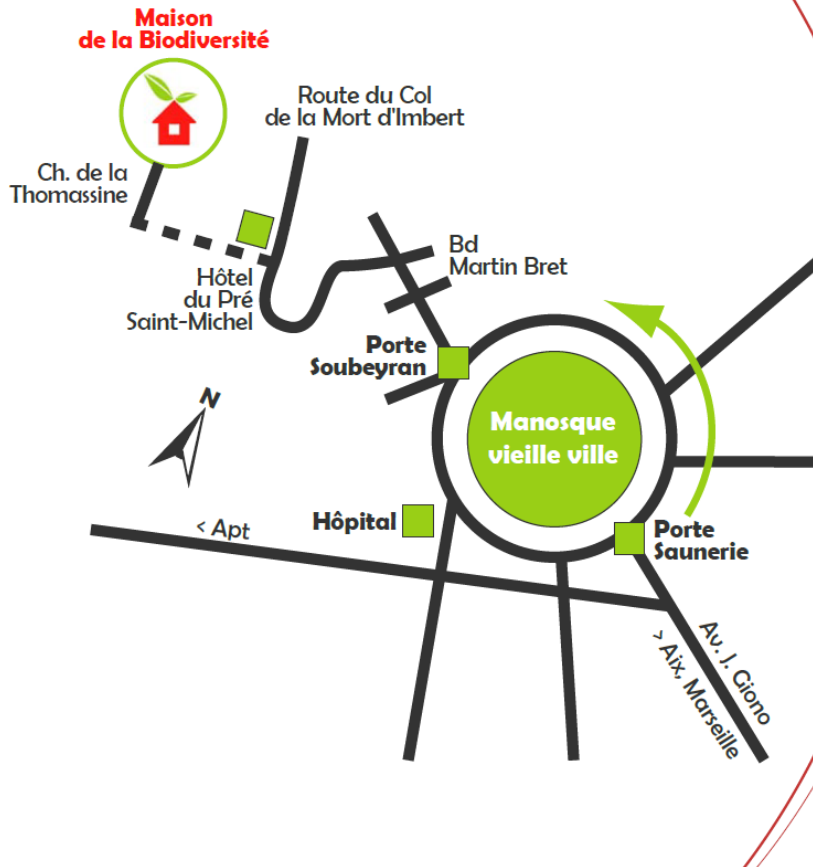 Maison
de la Biodiversité
Route du Col
de la Mort d'Imbert
Ch. de la
Thomassine
Bd
Martin Bret
Hôtel
du Pré
Saint-Michel
Porte
Soubeyran
N
Manosque
vieille ville
Hôpital
< Apt
Porte
Saunerie
Av. J. Giono
> Aix, Marseille